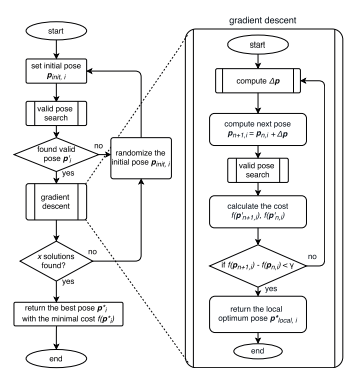 start
set initial pose
p_init, i
valid pose
search
found valid
pose p'_i
no
randomize the
initial pose p_init, i
yes
gradient
descent
x solutions
found?
no
yes
return the best pose p*_i
with the minimal cost f(p*_i)
end
gradient descent
start
compute Δp
compute next pose
p_n+1,i = p_n,i + Δp
valid pose
search
calculate the cost
f(p'_n+1,i), f(p'_n,i)
if f(p_n+1,i) - f(p_n,i) < γ
no
yes
return the local
optimum pose p*_local, i
end